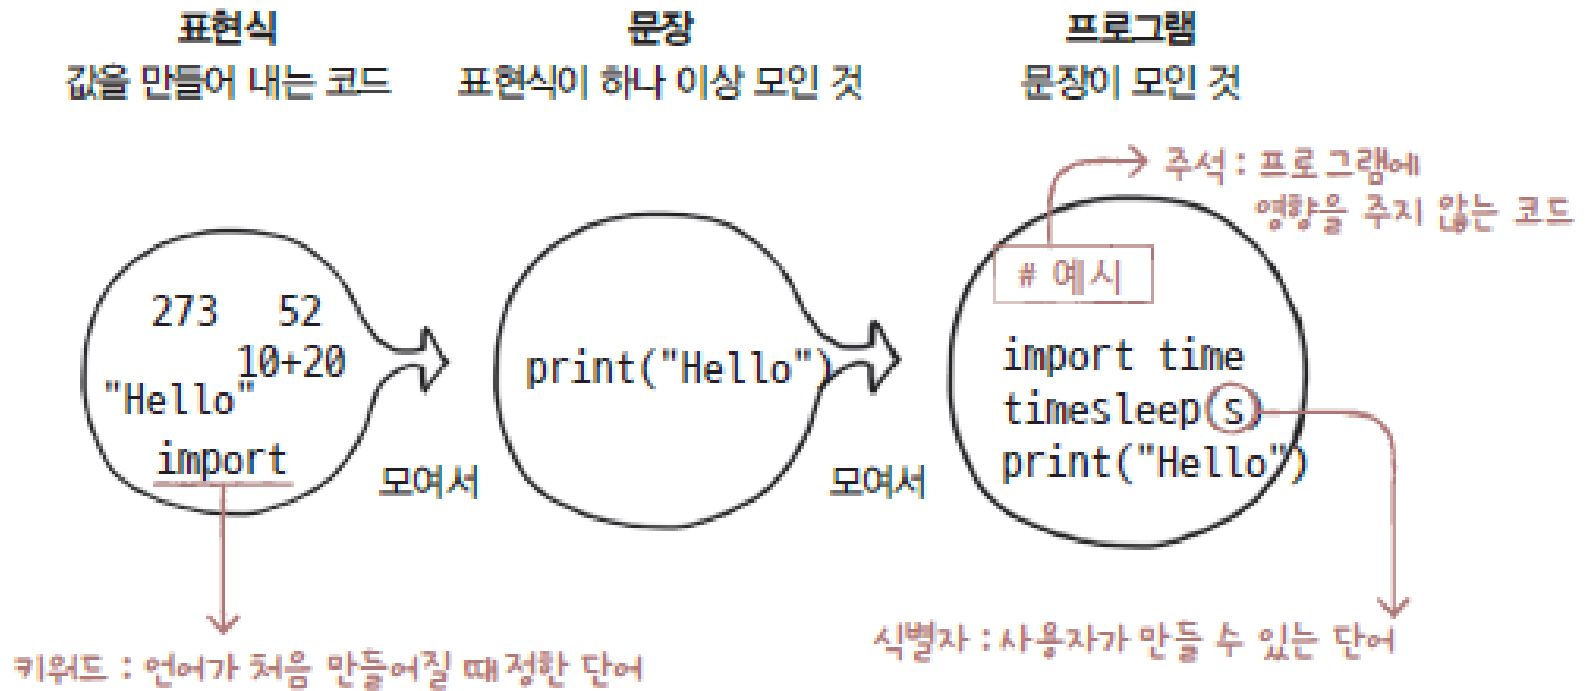 표현식
값을 만들어 내는 코드
문장
표현식이 하나 이상 모인 것
프로그램
문장이 모인 것
주석 : 프로그램에
영향을 주지 않는 코드
# 예시
273 52
10+20
"Hello"
import
모여서
print("Hello")
모여서
import time
timesleep(s)
print("Hello")
키워드 : 언어가 처음 만들어질 때 정한 단어
식별자 : 사용자가 만들 수 있는 단어